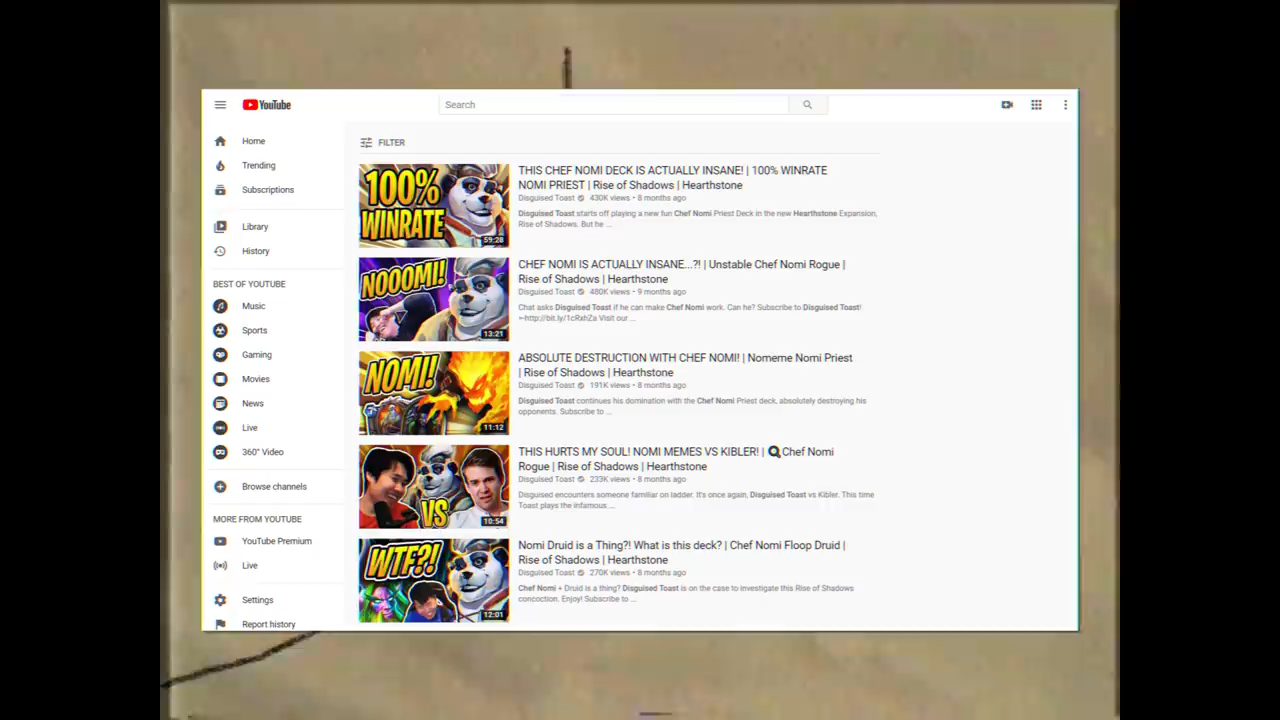 YouTube
Search
Home
Trending
Subscriptions
Library
History
BEST OF YOUTUBE
Music
Sports
Gaming
Movies
News
Live
360° Video
Browse channels
MORE FROM YOUTUBE
YouTube Premium
Live
Settings
Report history
FILTER
100%
WINRATE
59:28
THIS CHEF NOMI DECK IS ACTUALLY INSANE! | 100% WINRATE
NOMI PRIEST | Rise of Shadows | Hearthstone
Disguised Toast 430K views • 8 months ago
Disguised Toast starts off playing a new fun Chef Nomi Priest Deck in the new Hearthstone Expansion,
Rise of Shadows. But he ...
NOOOMI!
13:21
CHEF NOMI IS ACTUALLY INSANE...?! | Unstable Chef Nomi Rogue |
Rise of Shadows | Hearthstone
Disguised Toast 480K views • 9 months ago
Chat asks Disguised Toast if he can make Chef Nomi work. Can he? Subscribe to Disguised Toast!
➳http://bit.ly/1cRxhZa Visit our ...
NOMI!
11:12
ABSOLUTE DESTRUCTION WITH CHEF NOMI! | Nomeme Nomi Priest
| Rise of Shadows | Hearthstone
Disguised Toast 191K views • 8 months ago
Disguised Toast continues his domination with the Chef Nomi Priest deck, absolutely destroying his
opponents. Subscribe to ...
VS
10:54
THIS HURTS MY SOUL! NOMI MEMES VS KIBLER! | Chef Nomi
Rogue | Rise of Shadows | Hearthstone
Disguised Toast 233K views • 8 months ago
Disguised encounters someone familiar on ladder. It's once again, Disguised Toast vs Kibler. This time
Toast plays the infamous ...
WTF?!
12:01
Nomi Druid is a Thing?! What is this deck? | Chef Nomi Floop Druid |
Rise of Shadows | Hearthstone
Disguised Toast 270K views • 8 months ago
Chef Nomi + Druid is a thing? Disguised Toast is on the case to investigate this Rise of Shadows
concoction. Enjoy! Subscribe to ...